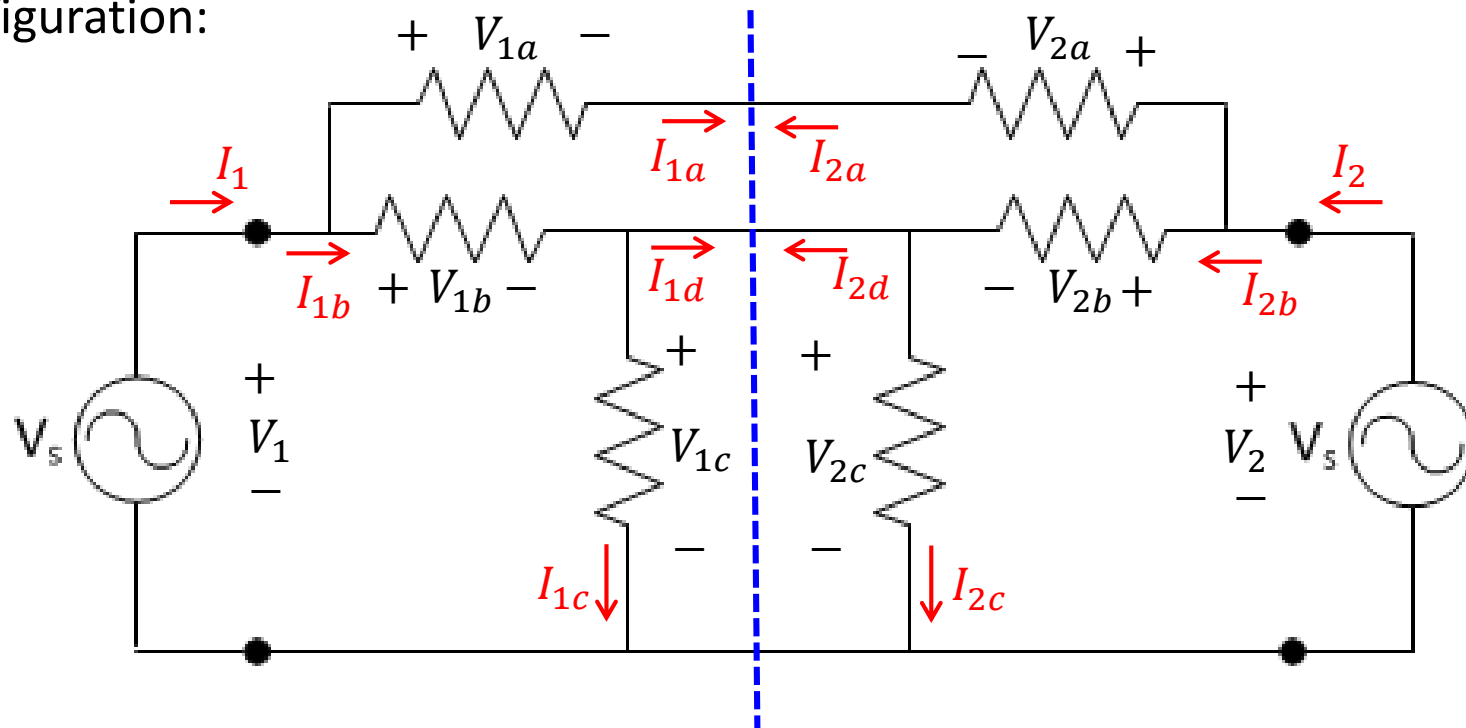 iguration:
+ V1a −
− V2a +
I1
I1a
I2a
I2
I1b
+ V1b −
I1d
I2d
− V2b +
I2b
+
V1
−
Vs
+
V1c
−
+
V2c
−
+
V2
−
Vs
I1c
I2c